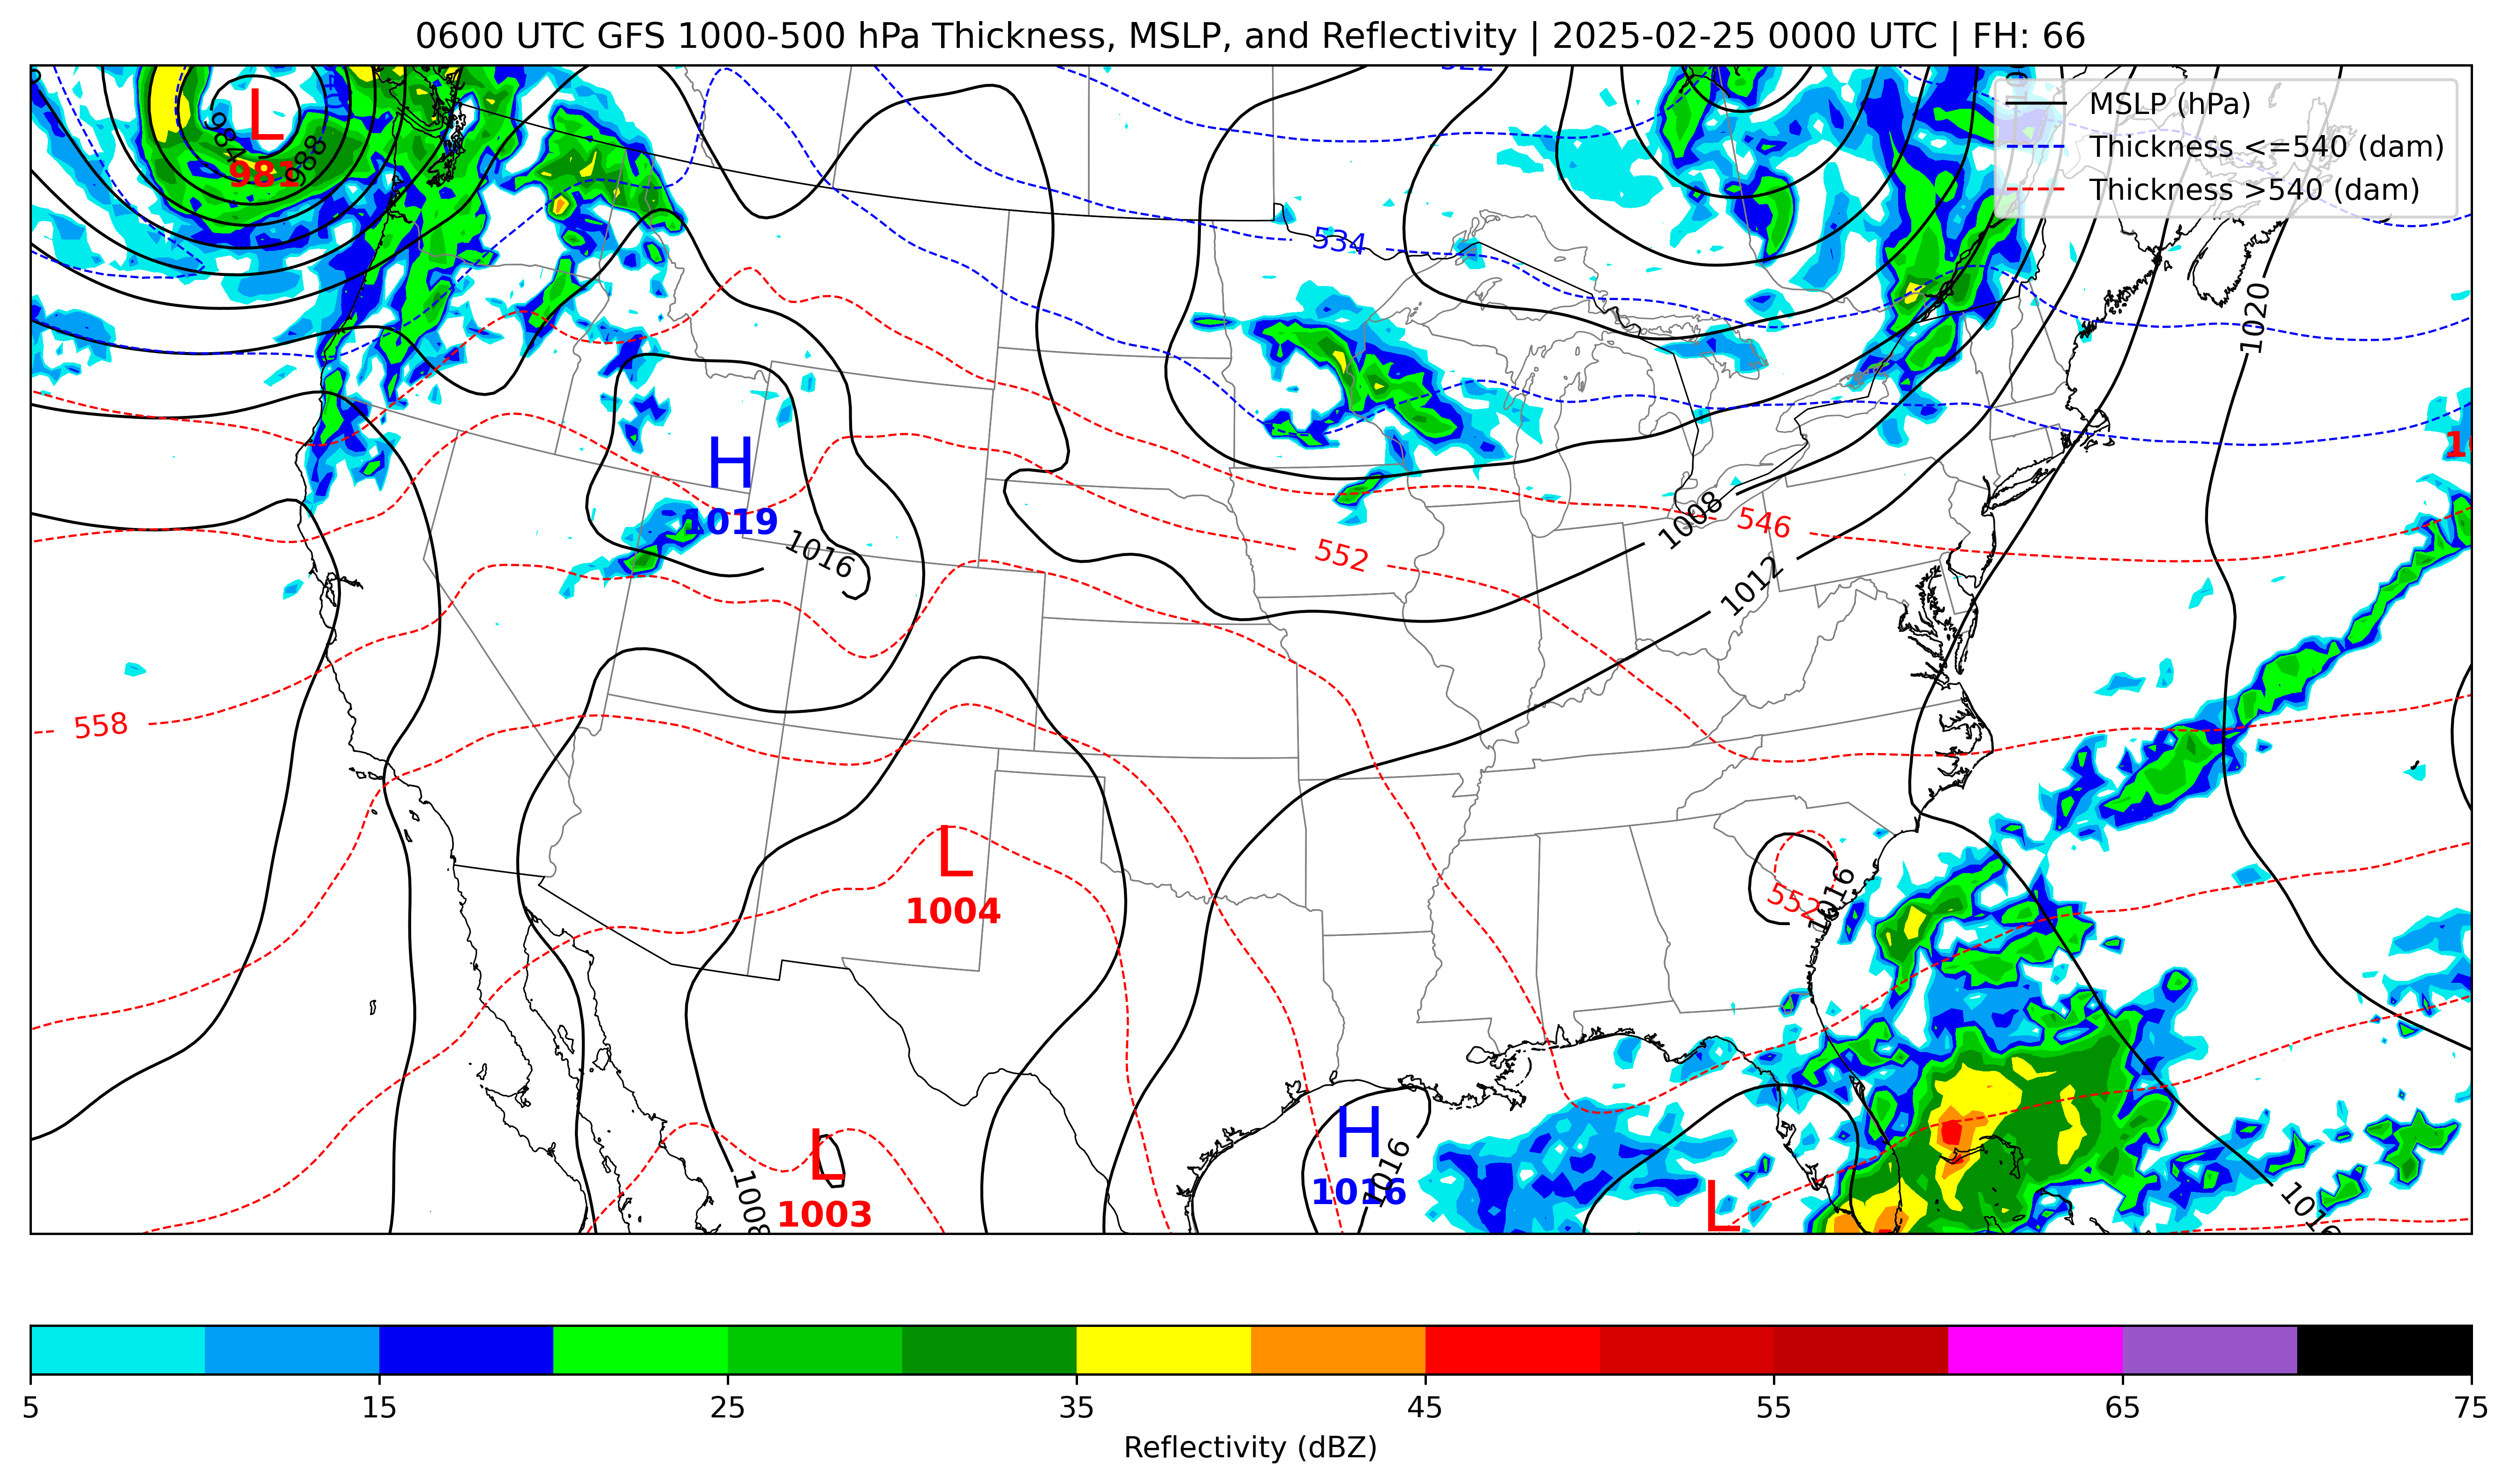 0600 UTC GFS 1000-500 hPa Thickness, MSLP, and Reflectivity | 2025-02-25 0000 UTC | FH: 66
MSLP (hPa)
Thickness <=540 (dam)
Thickness >540 (dam)
L
981
984
988
534
1020
H
1019
1016
1008
546
552
1012
558
L
1004
552
1016
L
1003
1008
H
1016
1016
L
1016
5 15 25 35 45 55 65 75
Reflectivity (dBZ)